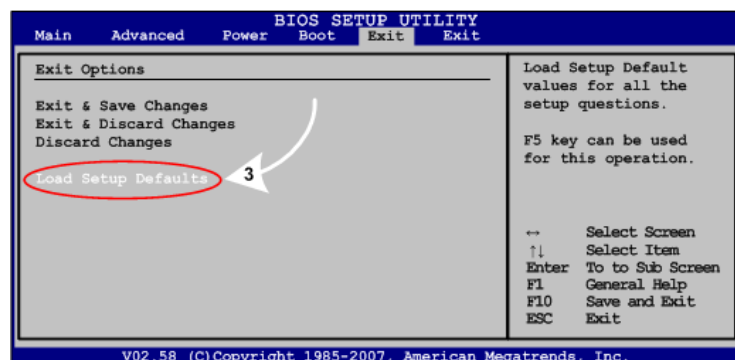 BIOS SETUP UTILITY
Main Advanced Power Boot Exit Exit
Exit Options
Exit & Save Changes
Exit & Discard Changes
Discard Changes
Load Setup Defaults
3
Load Setup Default
values for all the
setup questions.
F5 key can be used
for this operation.
↔ Select Screen
↑↓ Select Item
Enter To to Sub Screen
F1 General Help
F10 Save and Exit
ESC Exit
V02.58 (C)Copyright 1985-2007, American Megatrends, Inc.